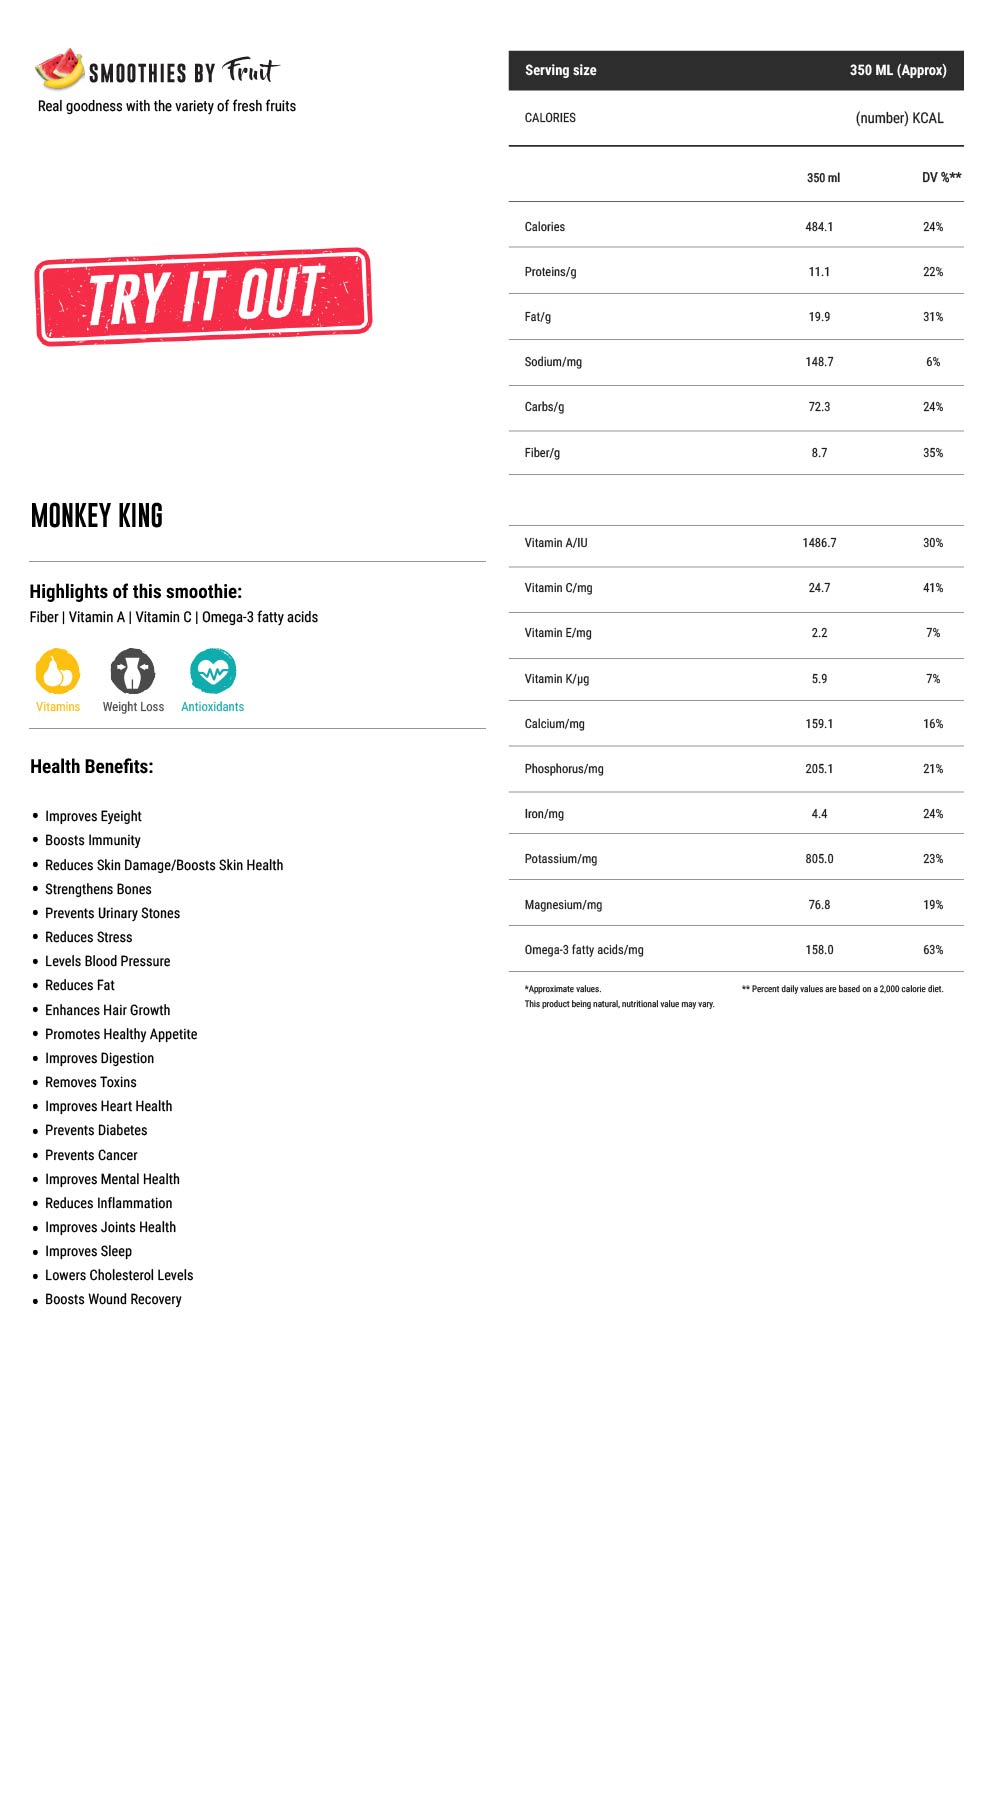 SMOOTHIES BY Fruit
Real goodness with the variety of fresh fruits
TRY IT OUT
MONKEY KING
Highlights of this smoothie:
Fiber | Vitamin A | Vitamin C | Omega-3 fatty acids
Vitamins Weight Loss Antioxidants
Health Benefits:
• Improves Eyeight
• Boosts Immunity
• Reduces Skin Damage/Boosts Skin Health
• Strengthens Bones
• Prevents Urinary Stones
• Reduces Stress
• Levels Blood Pressure
• Reduces Fat
• Enhances Hair Growth
• Promotes Healthy Appetite
• Improves Digestion
• Removes Toxins
• Improves Heart Health
• Prevents Diabetes
• Prevents Cancer
• Improves Mental Health
• Reduces Inflammation
• Improves Joints Health
• Improves Sleep
• Lowers Cholesterol Levels
• Boosts Wound Recovery
Serving size 350 ML (Approx)
CALORIES (number) KCAL
350 ml DV %**
Calories 484.1 24%
Proteins/g 11.1 22%
Fat/g 19.9 31%
Sodium/mg 148.7 6%
Carbs/g 72.3 24%
Fiber/g 8.7 35%
Vitamin A/IU 1486.7 30%
Vitamin C/mg 24.7 41%
Vitamin E/mg 2.2 7%
Vitamin K/µg 5.9 7%
Calcium/mg 159.1 16%
Phosphorus/mg 205.1 21%
Iron/mg 4.4 24%
Potassium/mg 805.0 23%
Magnesium/mg 76.8 19%
Omega-3 fatty acids/mg 158.0 63%
*Approximate values. ** Percent daily values are based on a 2,000 calorie diet.
This product being natural, nutritional value may vary.